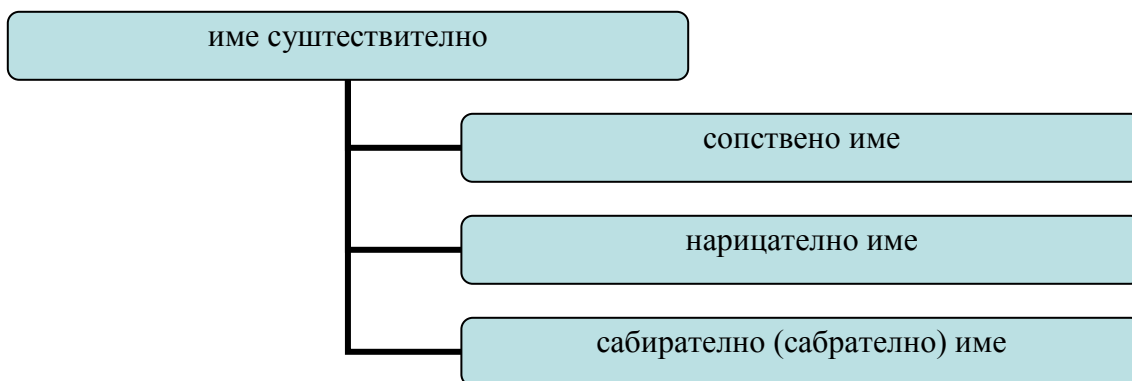 име суштествително
сопствено име
нарицателно име
сабирателно (сабрателно) име